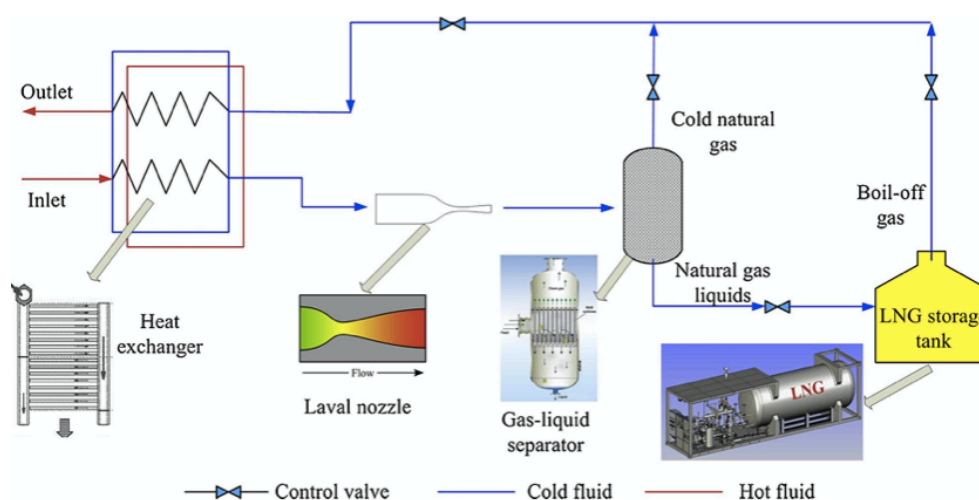 Outlet
Inlet
Cold natural
gas
Boil-off
gas
Natural gas
liquids
LNG storage
tank
Heat
exchanger
Flow
Laval nozzle
Gas-liquid
separator
LNG
Control valve
Cold fluid
Hot fluid